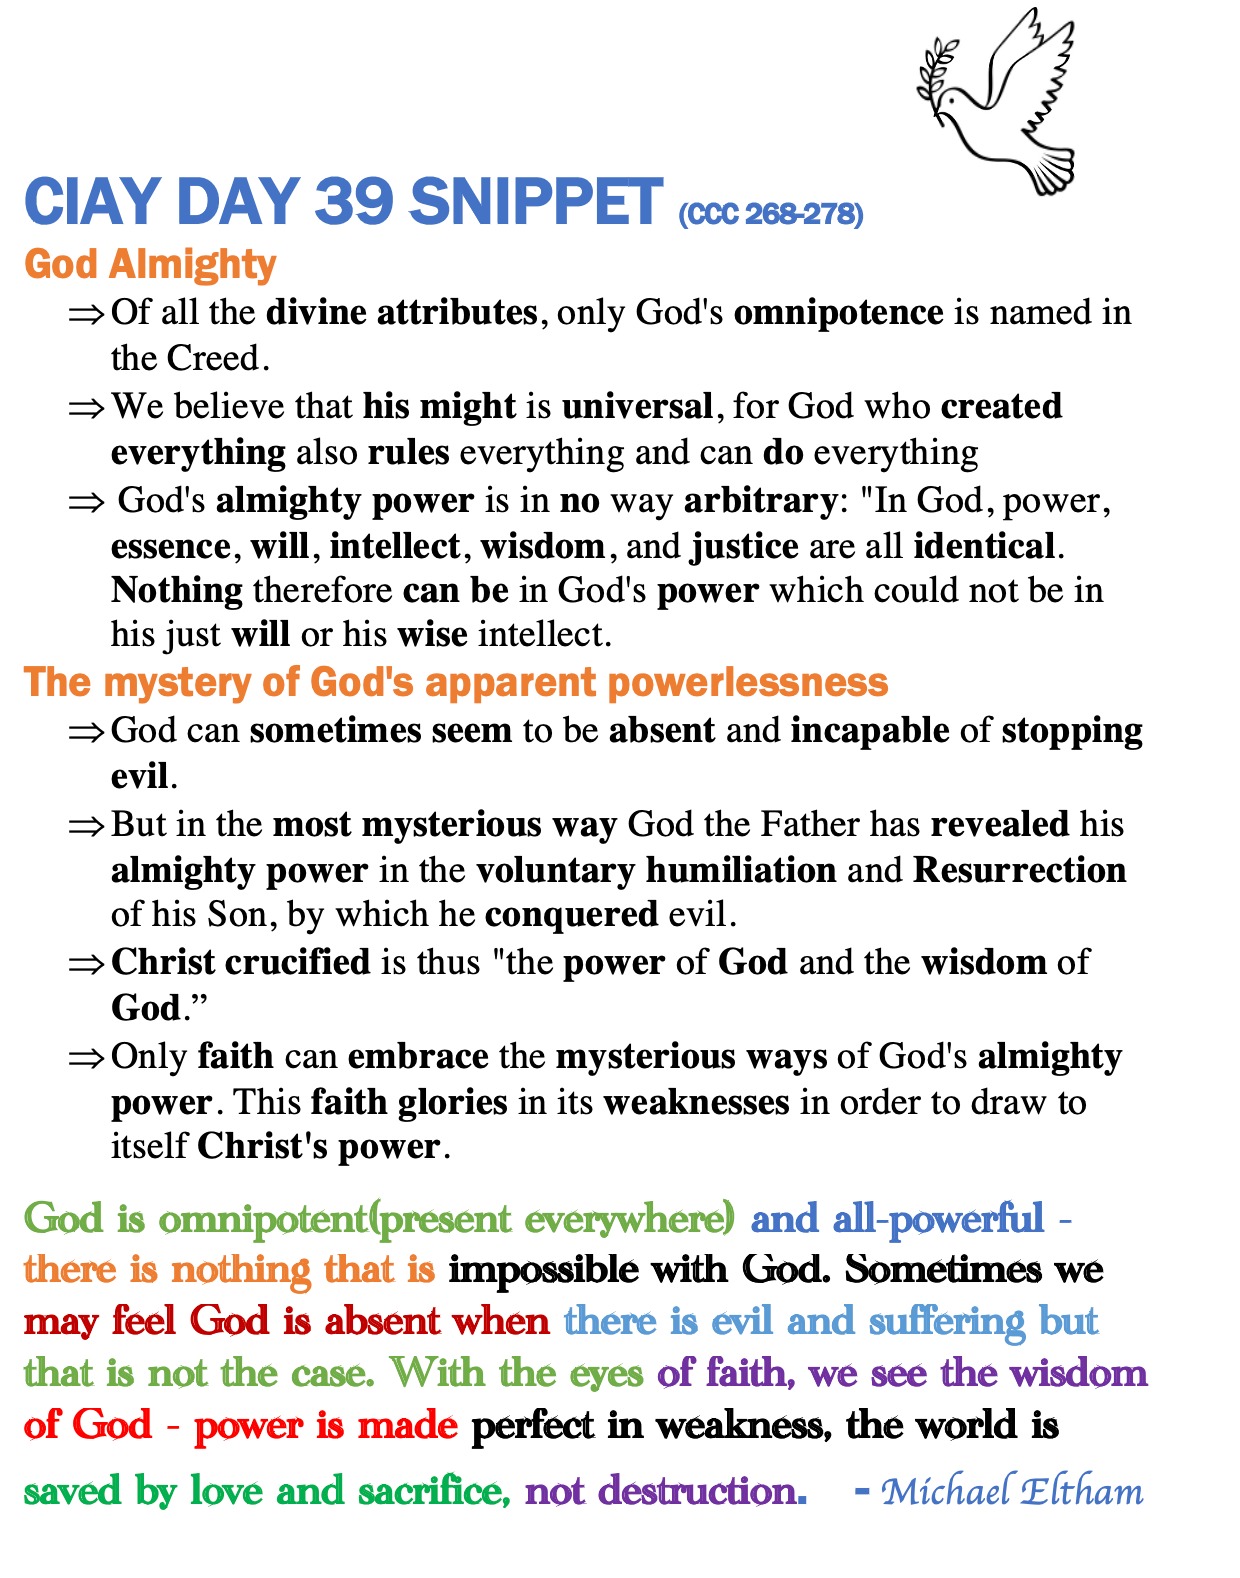 CIAY DAY 39 SNIPPET (CCC 268-278)
God Almighty
⇒ Of all the divine attributes, only God's omnipotence is named in
the Creed.
⇒ We believe that his might is universal, for God who created
everything also rules everything and can do everything
⇒ God's almighty power is in no way arbitrary: "In God, power,
essence, will, intellect, wisdom, and justice are all identical.
Nothing therefore can be in God's power which could not be in
his just will or his wise intellect.
The mystery of God's apparent powerlessness
⇒ God can sometimes seem to be absent and incapable of stopping
evil.
⇒ But in the most mysterious way God the Father has revealed his
almighty power in the voluntary humiliation and Resurrection
of his Son, by which he conquered evil.
⇒ Christ crucified is thus "the power of God and the wisdom of
God.”
⇒ Only faith can embrace the mysterious ways of God's almighty
power. This faith glories in its weaknesses in order to draw to
itself Christ's power.
God is omnipotent(present everywhere) and all-powerful -
there is nothing that is impossible with God. Sometimes we
may feel God is absent when there is evil and suffering but
that is not the case. With the eyes of faith, we see the wisdom
of God - power is made perfect in weakness, the world is
saved by love and sacrifice, not destruction. - Michael Eltham